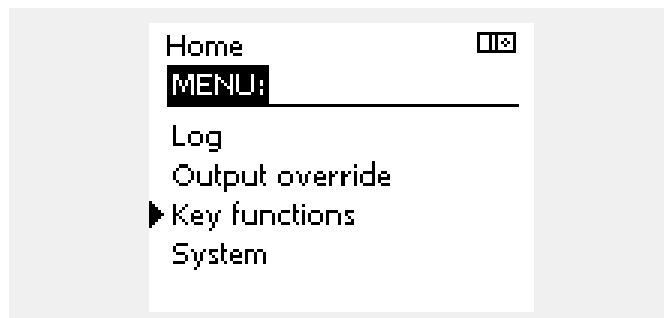 Home
MENU:
Log
Output override
Key functions
System